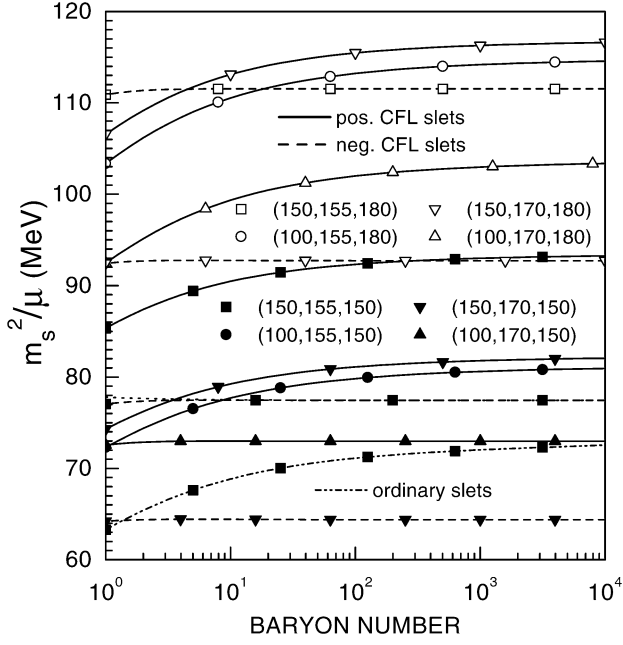 120
110
100
90
80
70
60
m_s^2/μ (MeV)
pos. CFL slets
neg. CFL slets
(150,155,180) (150,170,180)
(100,155,180) (100,170,180)
(150,155,150) (150,170,150)
(100,155,150) (100,170,150)
ordinary slets
10^0 10^1 10^2 10^3 10^4
BARYON NUMBER